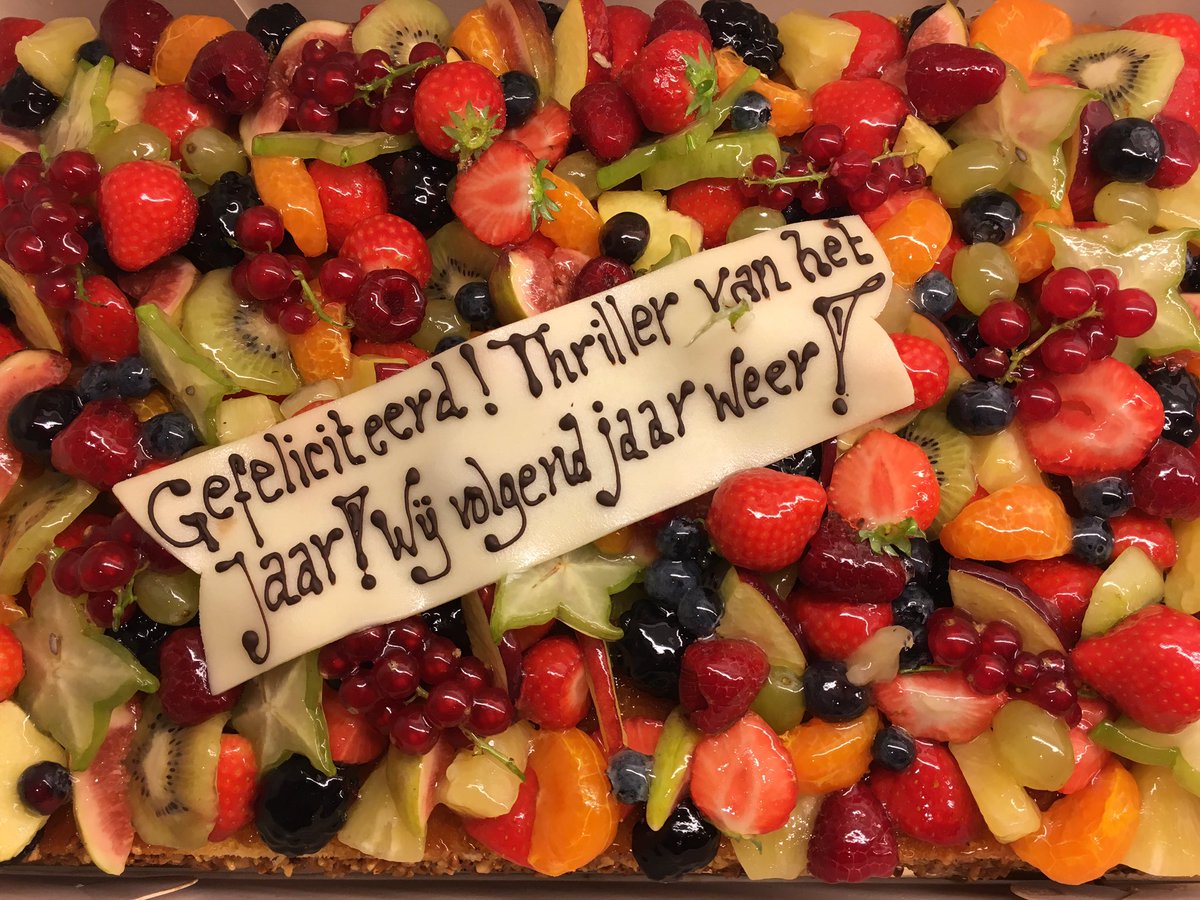 Gefeliciteerd! Thriller van het
Jaar! Wij volgend jaar weer!